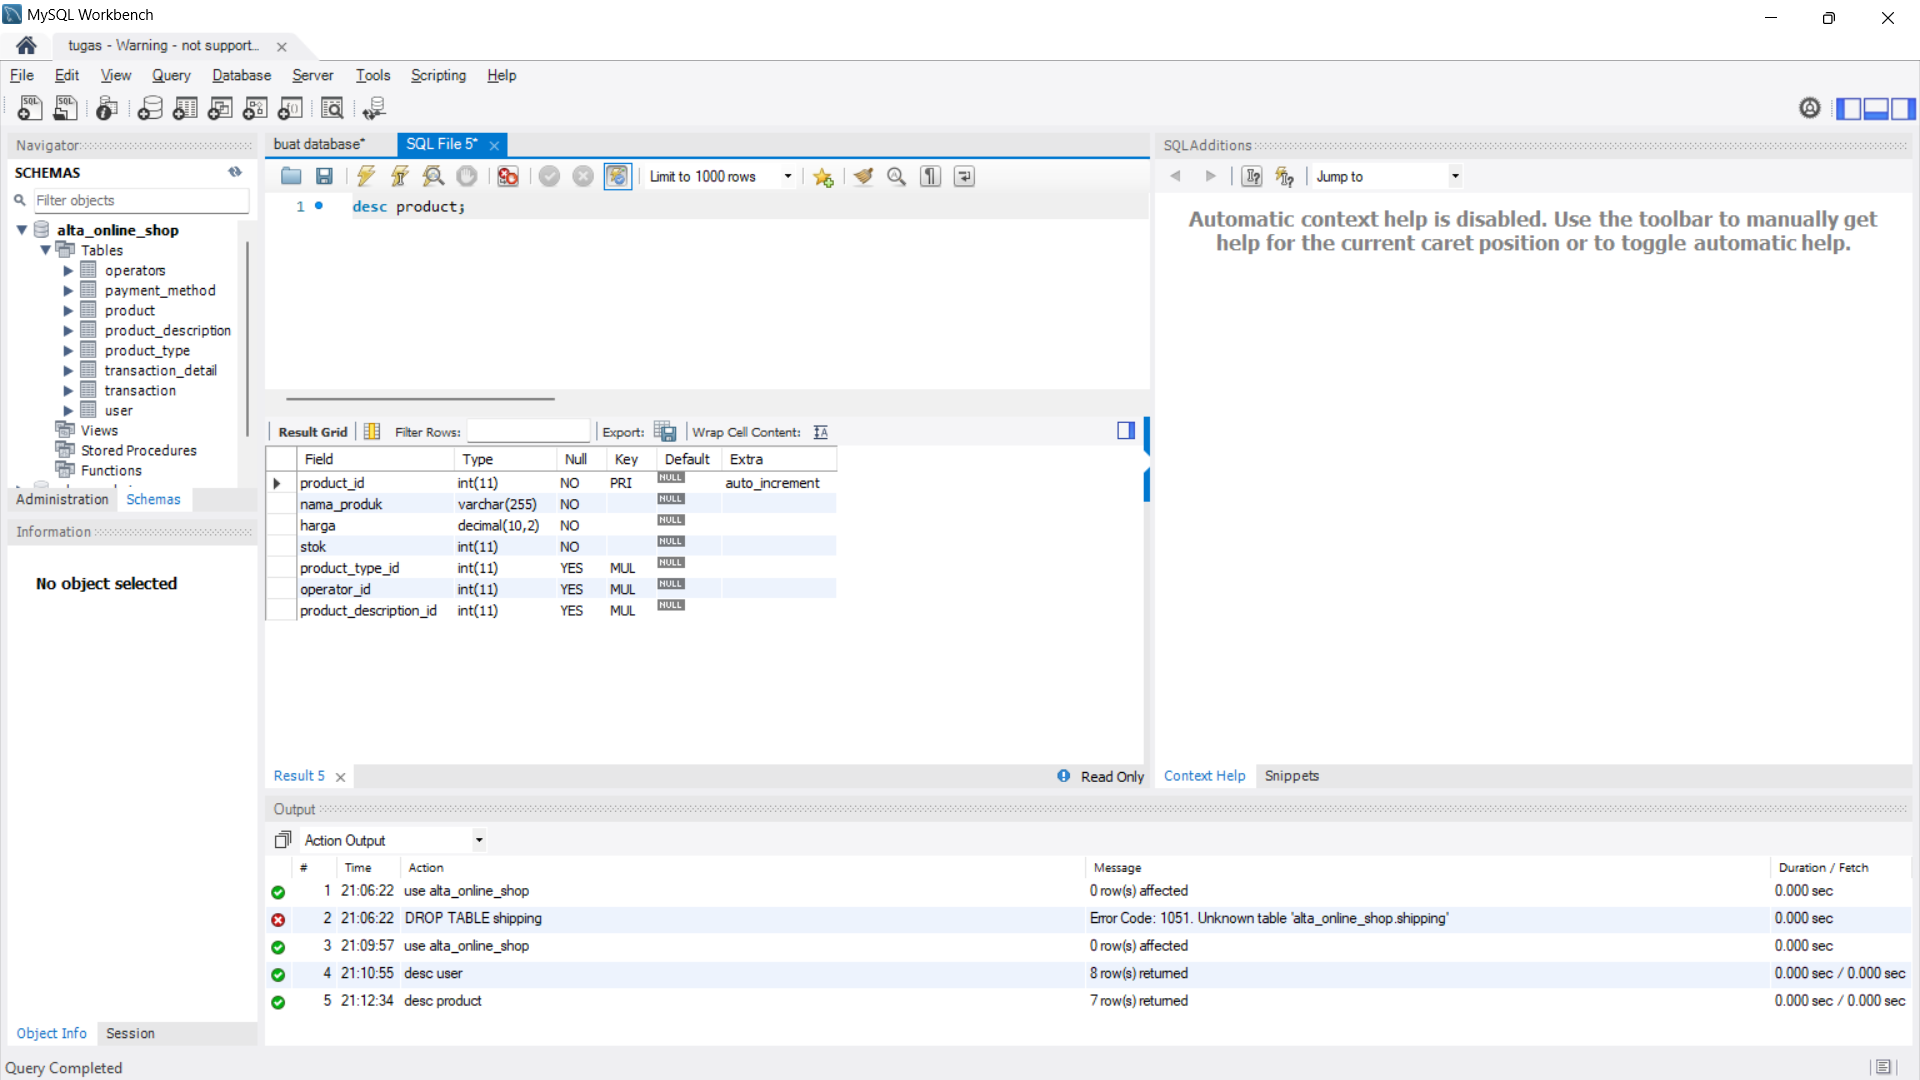 MySQL Workbench
tugas - Warning - not support...
File Edit View Query Database Server Tools Scripting Help
Navigator
SCHEMAS
Filter objects
alta_online_shop
Tables
operators
payment_method
product
product_description
product_type
transaction_detail
transaction
user
Views
Stored Procedures
Functions
Administration Schemas
Information
No object selected
Object Info Session
buat database* SQL File 5*
Limit to 1000 rows
1 desc product;
Result Grid Filter Rows: Export: Wrap Cell Content:
Field Type Null Key Default Extra
product_id int(11) NO PRI NULL auto_increment
nama_produk varchar(255) NO NULL
harga decimal(10,2) NO NULL
stok int(11) NO NULL
product_type_id int(11) YES MUL NULL
operator_id int(11) YES MUL NULL
product_description_id int(11) YES MUL NULL
Result 5 Read Only
SQLAdditions
Jump to
Automatic context help is disabled. Use the toolbar to manually get
help for the current caret position or to toggle automatic help.
Context Help Snippets
Output
Action Output
# Time Action Message Duration / Fetch
1 21:06:22 use alta_online_shop 0 row(s) affected 0.000 sec
2 21:06:22 DROP TABLE shipping Error Code: 1051. Unknown table 'alta_online_shop.shipping' 0.000 sec
3 21:09:57 use alta_online_shop 0 row(s) affected 0.000 sec
4 21:10:55 desc user 8 row(s) returned 0.000 sec / 0.000 sec
5 21:12:34 desc product 7 row(s) returned 0.000 sec / 0.000 sec
Query Completed